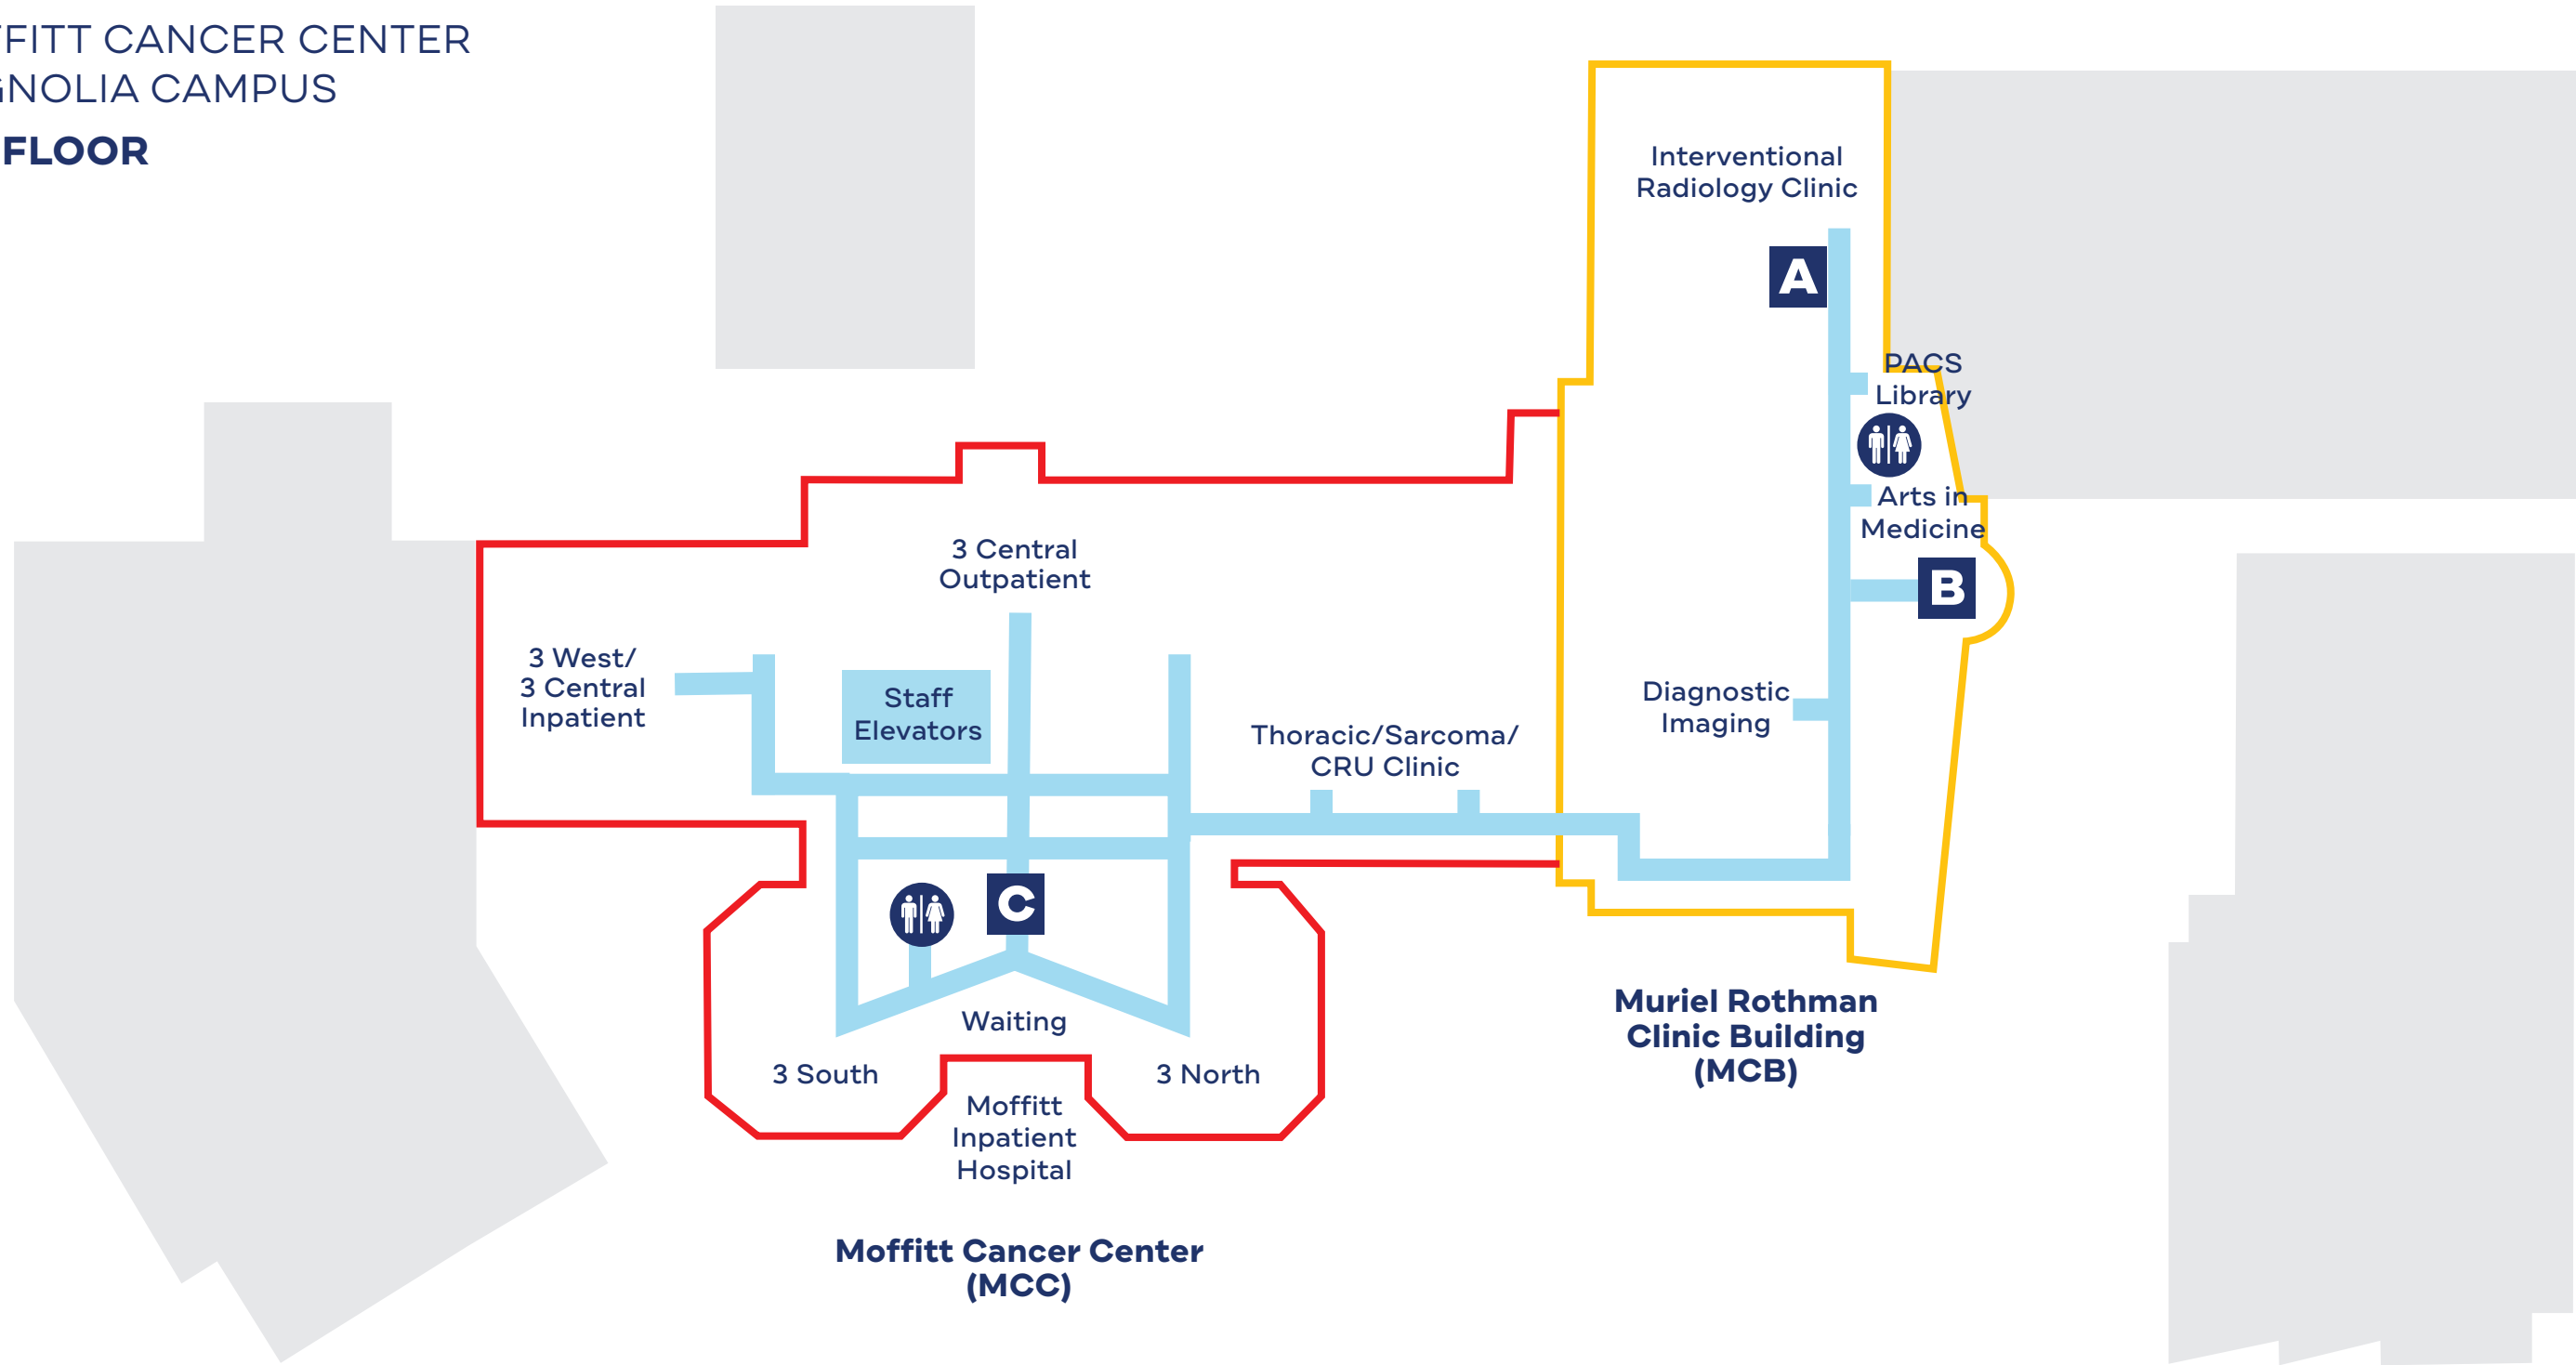 FFITT CANCER CENTER
GNOLIA CAMPUS
FLOOR
Interventional
Radiology Clinic
A
PACS
Library
Arts in
Medicine
B
Diagnostic
Imaging
3 Central
Outpatient
3 West/
3 Central
Inpatient
Staff
Elevators
Thoracic/Sarcoma/
CRU Clinic
C
Waiting
3 South
3 North
Moffitt
Inpatient
Hospital
Muriel Rothman
Clinic Building
(MCB)
Moffitt Cancer Center
(MCC)